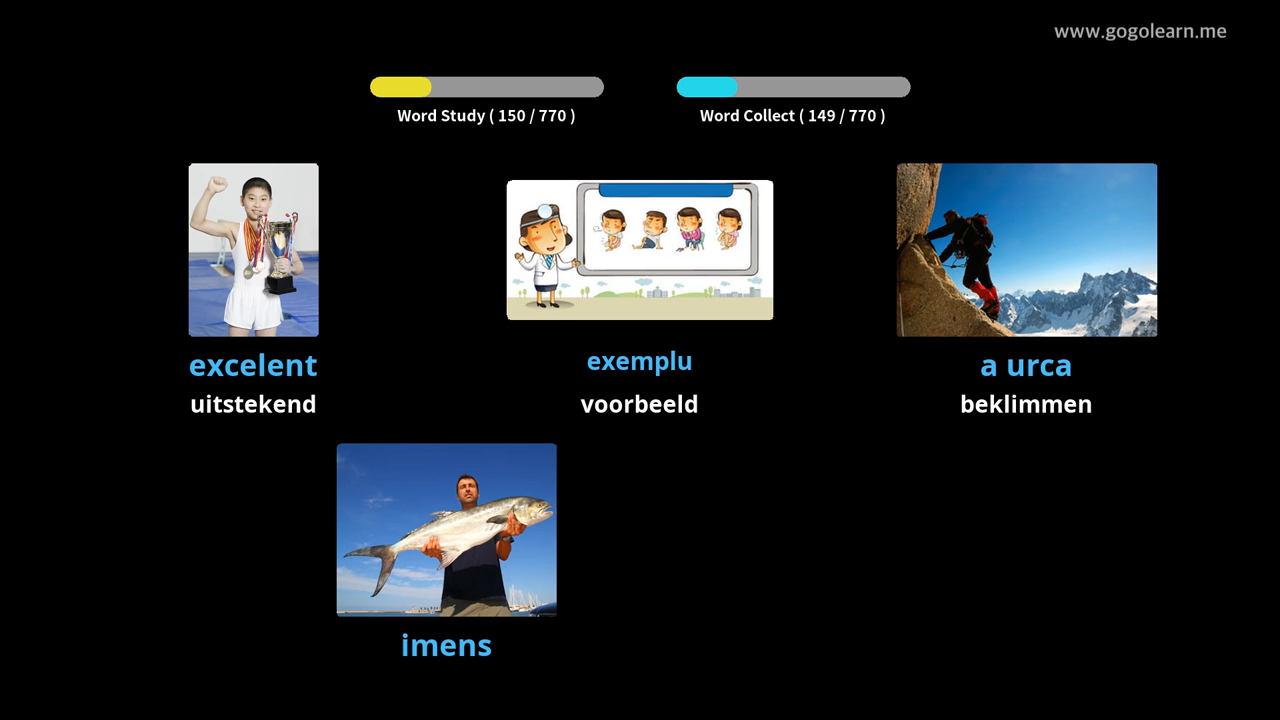 www.gogolearn.me
Word Study ( 150 / 770 )
Word Collect ( 149 / 770 )
excelent
uitstekend
exemplu
voorbeeld
a urca
beklimmen
imens